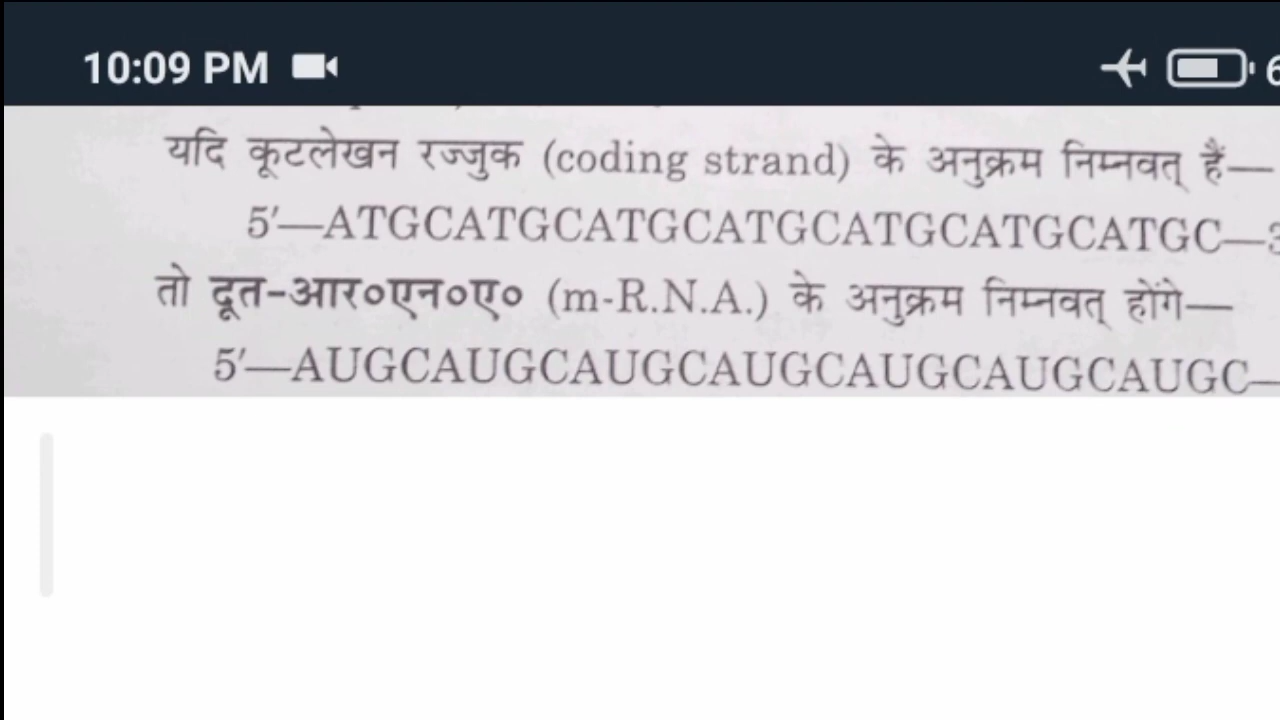 10:09 PM
यदि कूटलेखन रज्जुक (coding strand) के अनुक्रम निम्नवत् हैं—
5′—ATGCATGCATGCATGCATGCATGCATGC—3
तो दूत-आर०एन०ए० (m-R.N.A.) के अनुक्रम निम्नवत् होंगे—
5′—AUGCAUGCAUGCAUGCAUGCAUGCAUGC—